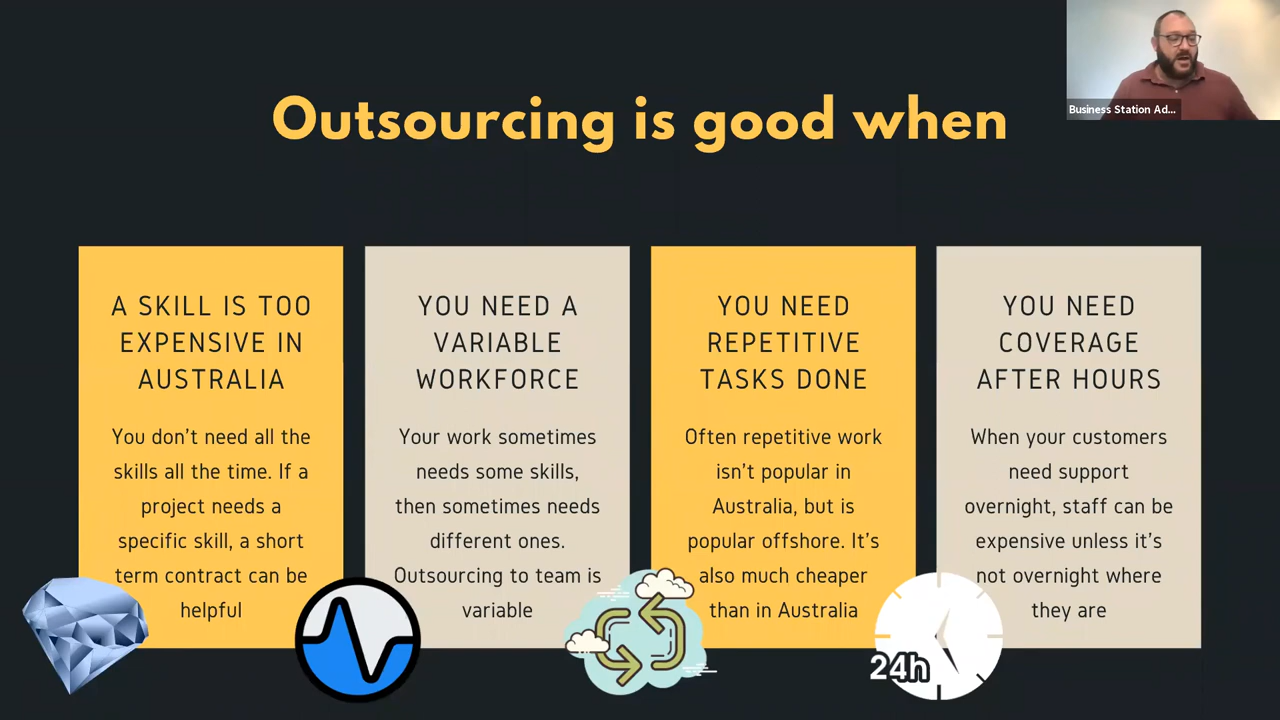 Outsourcing is good when
Business Station Ad...
A SKILL IS TOO
EXPENSIVE IN
AUSTRALIA
You don't need all the
skills all the time. If a
project needs a
specific skill, a short
term contract can be
helpful
YOU NEED A
VARIABLE
WORKFORCE
Your work sometimes
needs some skills,
then sometimes needs
different ones.
Outsourcing to team is
variable
YOU NEED
REPETITIVE
TASKS DONE
Often repetitive work
isn't popular in
Australia, but is
popular offshore. It's
also much cheaper
than in Australia
YOU NEED
COVERAGE
AFTER HOURS
When your customers
need support
overnight, staff can be
expensive unless it's
not overnight where
they are
24h